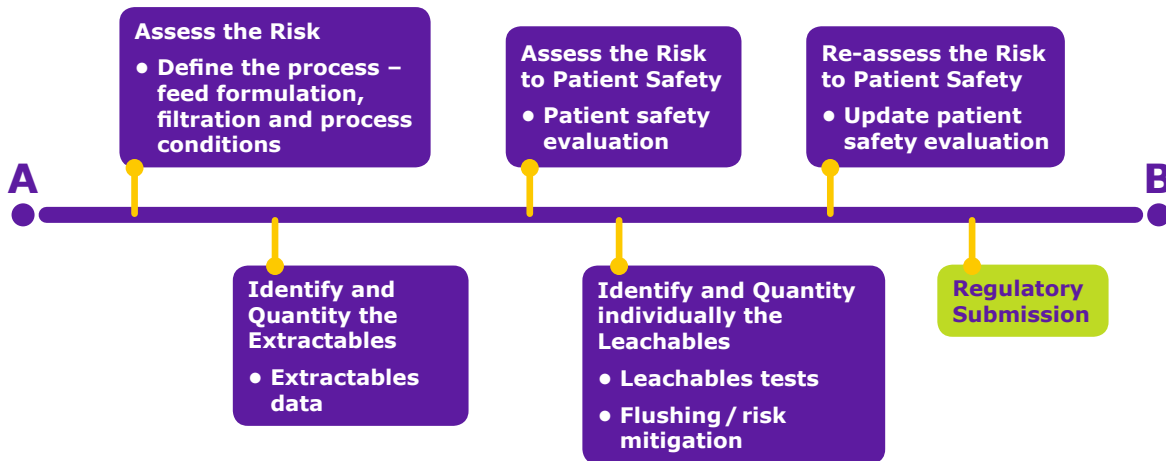 A
Assess the Risk
• Define the process –
feed formulation,
filtration and process
conditions
Identify and
Quantity the
Extractables
• Extractables
data
Assess the Risk
to Patient Safety
• Patient safety
evaluation
Identify and Quantity
individually the
Leachables
• Leachables tests
• Flushing / risk
mitigation
Re-assess the Risk
to Patient Safety
• Update patient
safety evaluation
Regulatory
Submission
B